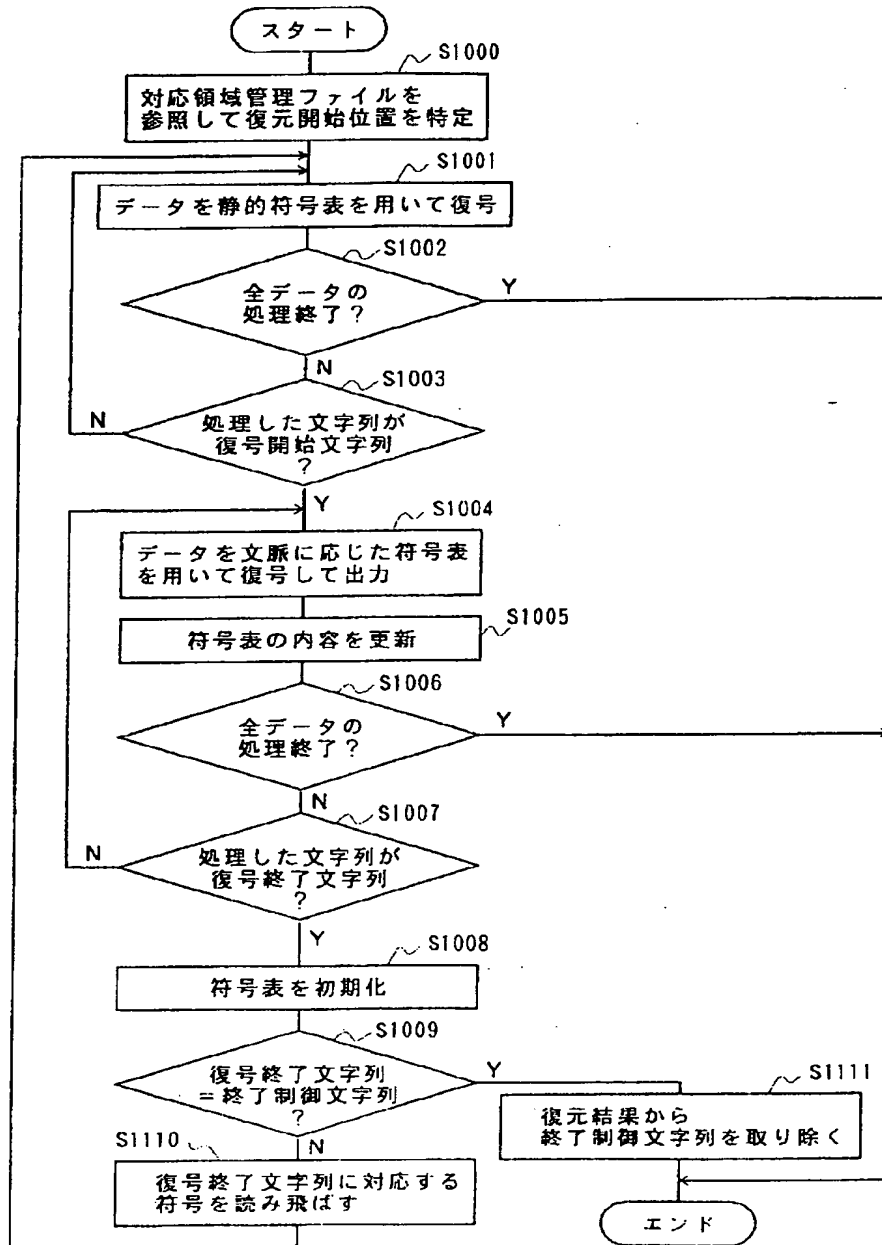 スタート
S1000
対応領域管理ファイルを
参照して復元開始位置を特定
S1001
データを静的符号表を用いて復号
S1002
全データの
処理終了？
Y
N
S1003
処理した文字列が
復号開始文字列
？
N
Y
S1004
データを文脈に応じた符号表
を用いて復号して出力
S1005
符号表の内容を更新
S1006
全データの
処理終了？
Y
N
S1007
処理した文字列が
復号終了文字列
？
N
Y
S1008
符号表を初期化
S1009
復号終了文字列
＝終了制御文字列
？
Y
S1111
復元結果から
終了制御文字列を取り除く
N
S1110
復号終了文字列に対応する
符号を読み飛ばす
エンド